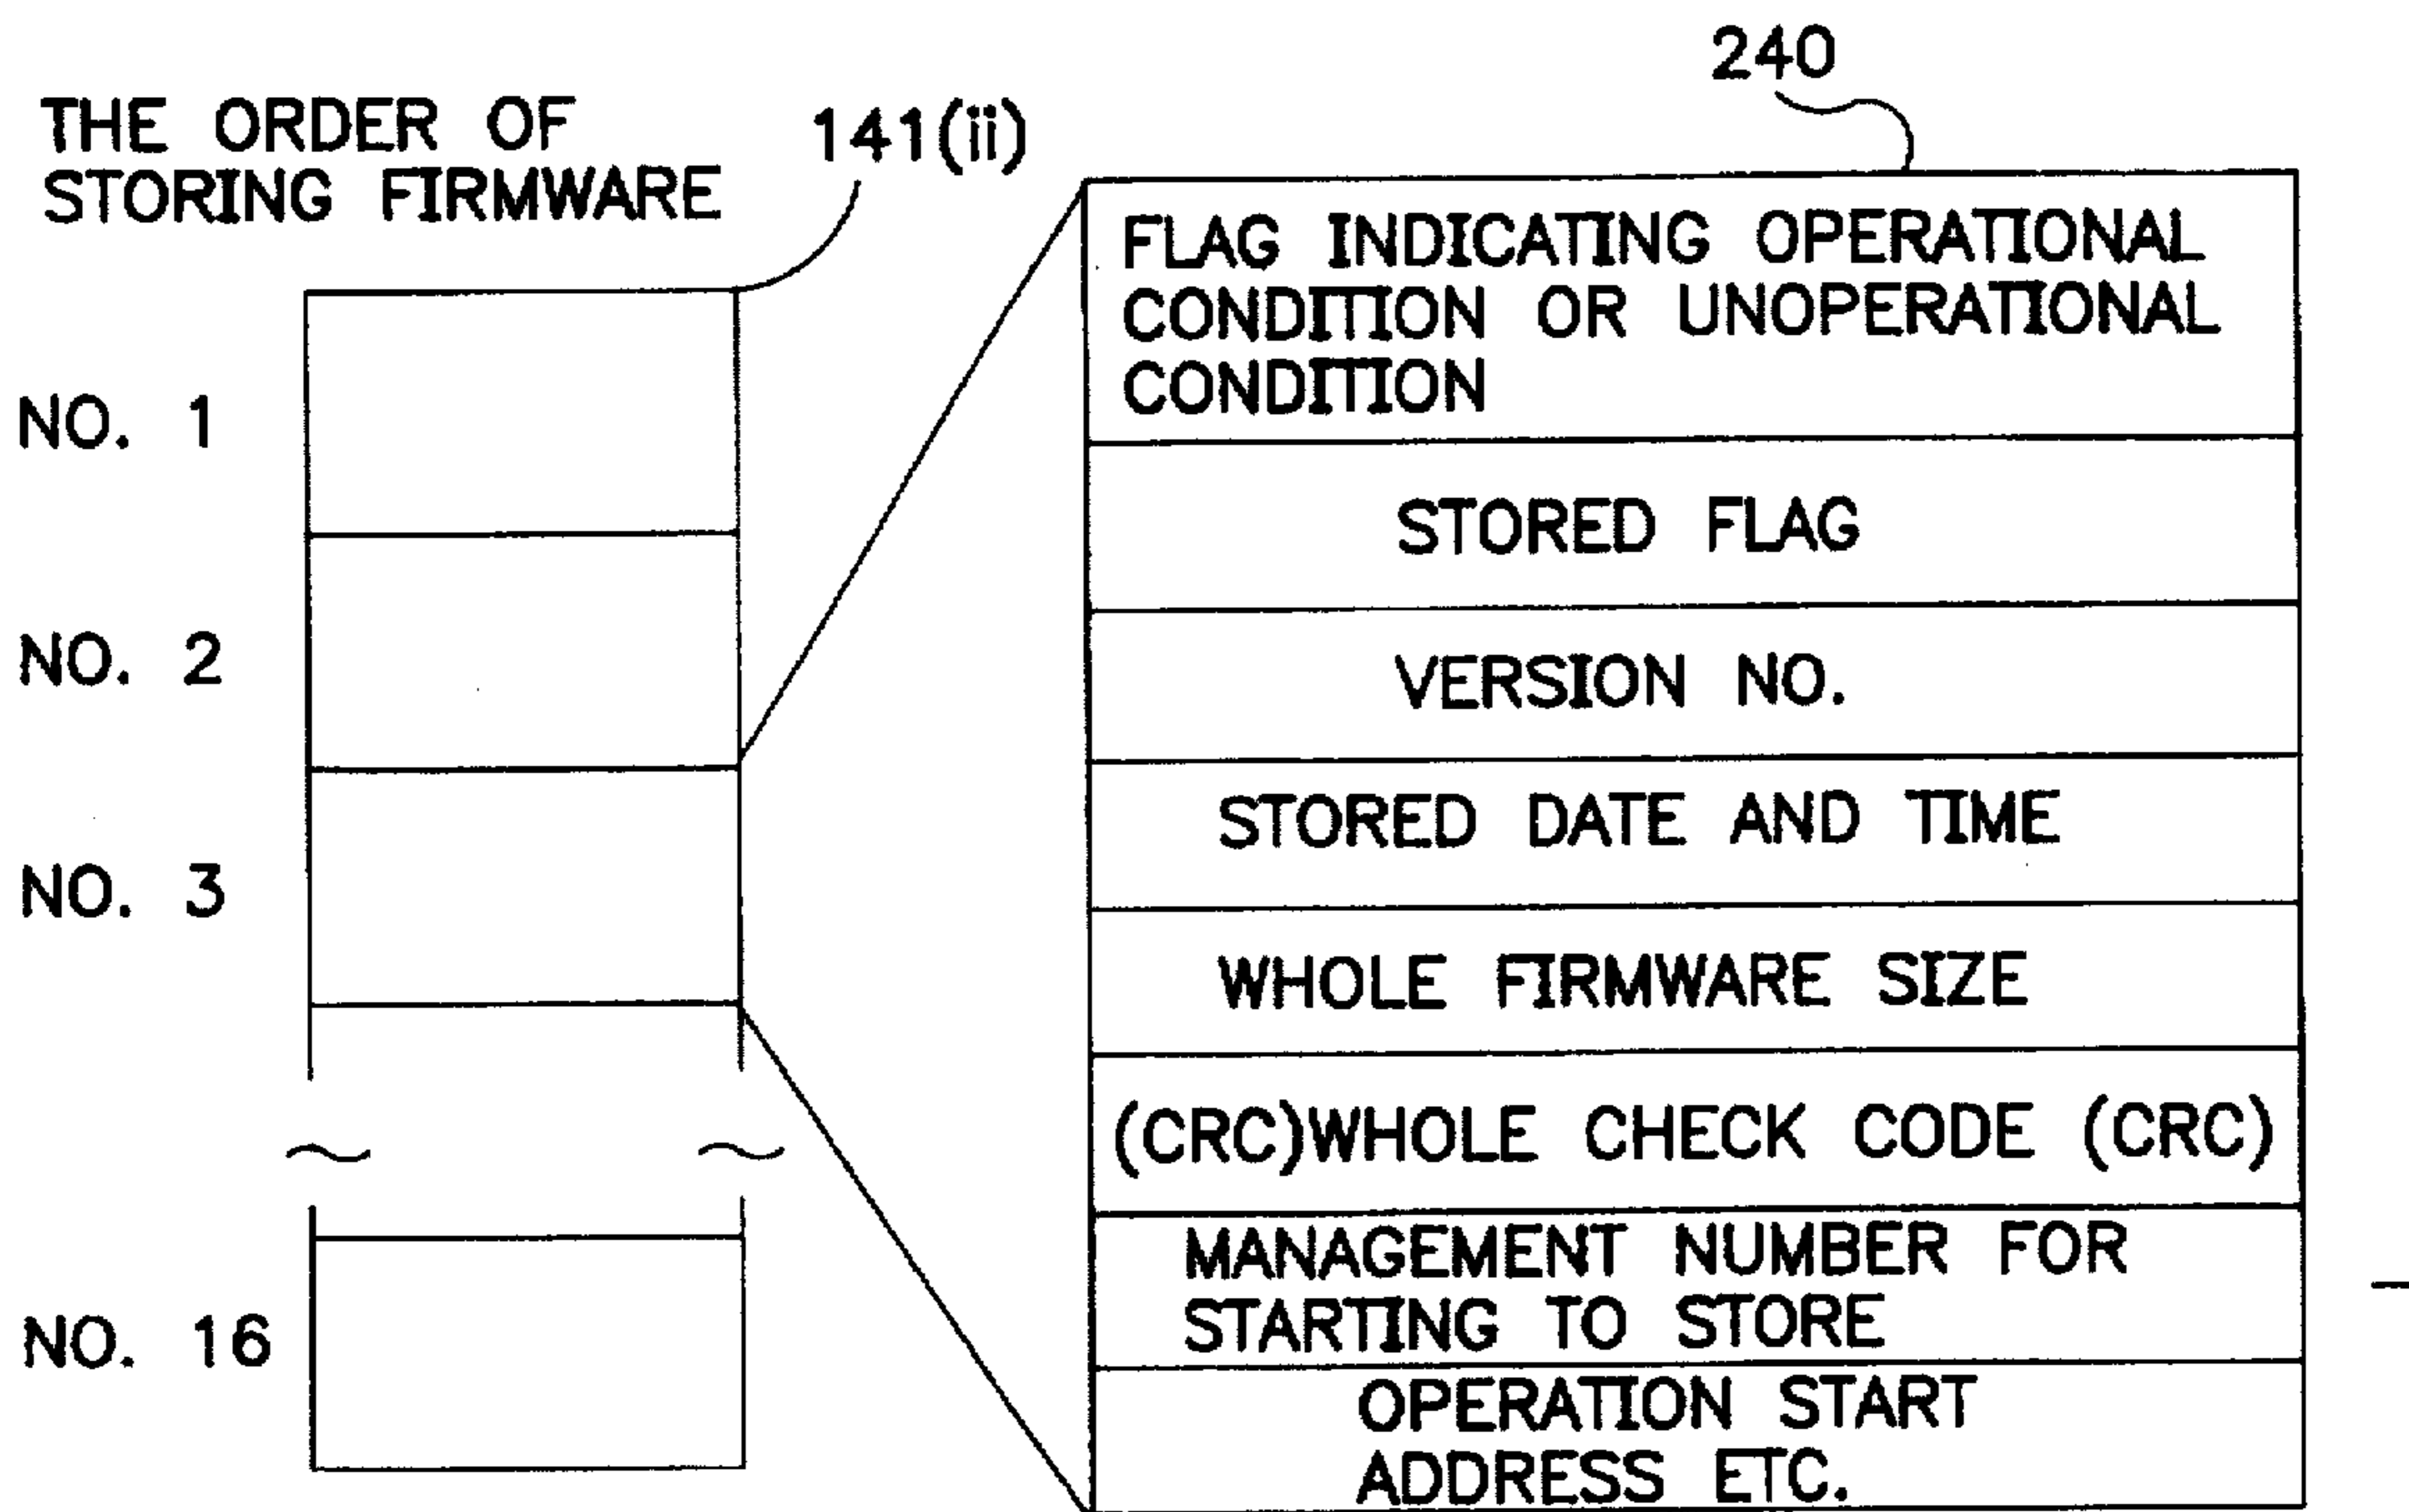 240
THE ORDER OF
STORING FIRMWARE
141(ii)
NO. 1
NO. 2
NO. 3
NO. 16
FLAG INDICATING OPERATIONAL
CONDITION OR UNOPERATIONAL
CONDITION
STORED FLAG
VERSION NO.
STORED DATE AND TIME
WHOLE FIRMWARE SIZE
(CRC)WHOLE CHECK CODE (CRC)
MANAGEMENT NUMBER FOR
STARTING TO STORE
OPERATION START
ADDRESS ETC.